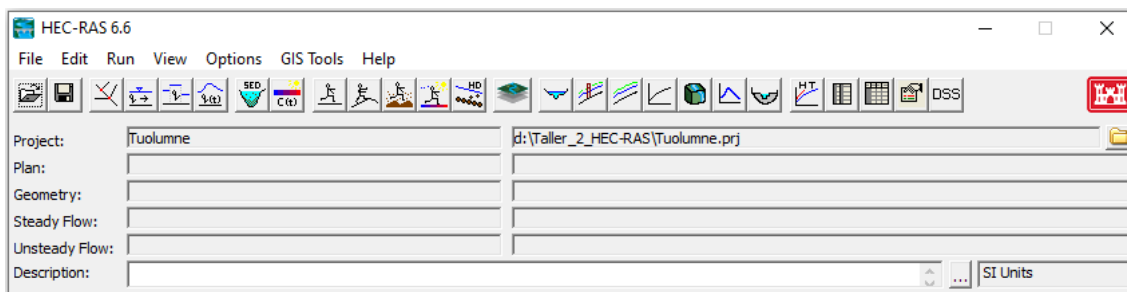 HEC-RAS 6.6
File Edit Run View Options GIS Tools Help
SED C(t) HD HT DSS
Project: Tuolumne d:\Taller_2_HEC-RAS\Tuolumne.prj
Plan:
Geometry:
Steady Flow:
Unsteady Flow:
Description: ... SI Units